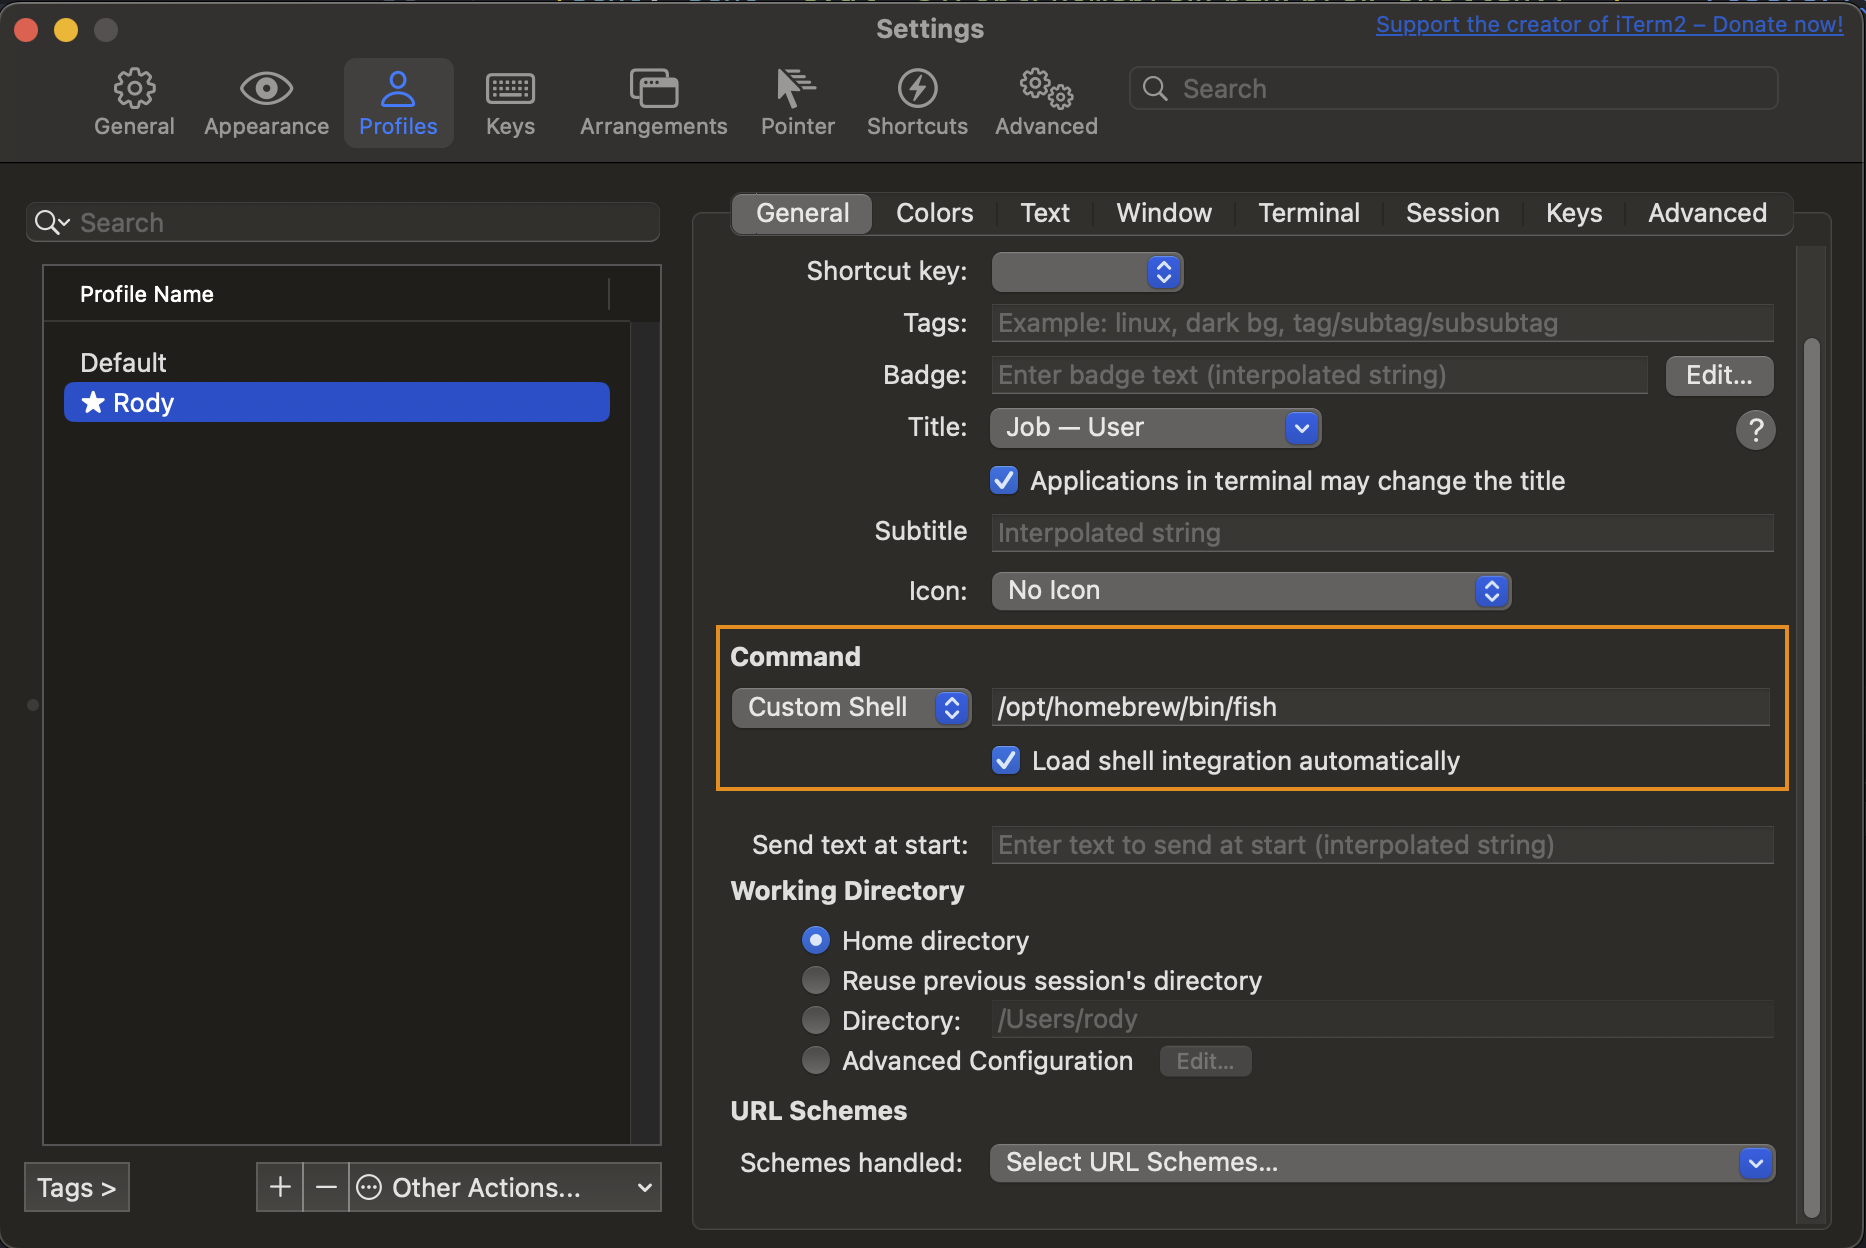 Settings
Support the creator of iTerm2 – Donate now!
General
Appearance
Profiles
Keys
Arrangements
Pointer
Shortcuts
Advanced
Search
Search
Profile Name
Default
★ Rody
Tags >
+
−
Other Actions...
General
Colors
Text
Window
Terminal
Session
Keys
Advanced
Shortcut key:
Tags: Example: linux, dark bg, tag/subtag/subsubtag
Badge: Enter badge text (interpolated string) Edit...
Title: Job — User ?
Applications in terminal may change the title
Subtitle Interpolated string
Icon: No Icon
Command
Custom Shell /opt/homebrew/bin/fish
Load shell integration automatically
Send text at start: Enter text to send at start (interpolated string)
Working Directory
Home directory
Reuse previous session's directory
Directory: /Users/rody
Advanced Configuration Edit...
URL Schemes
Schemes handled: Select URL Schemes...